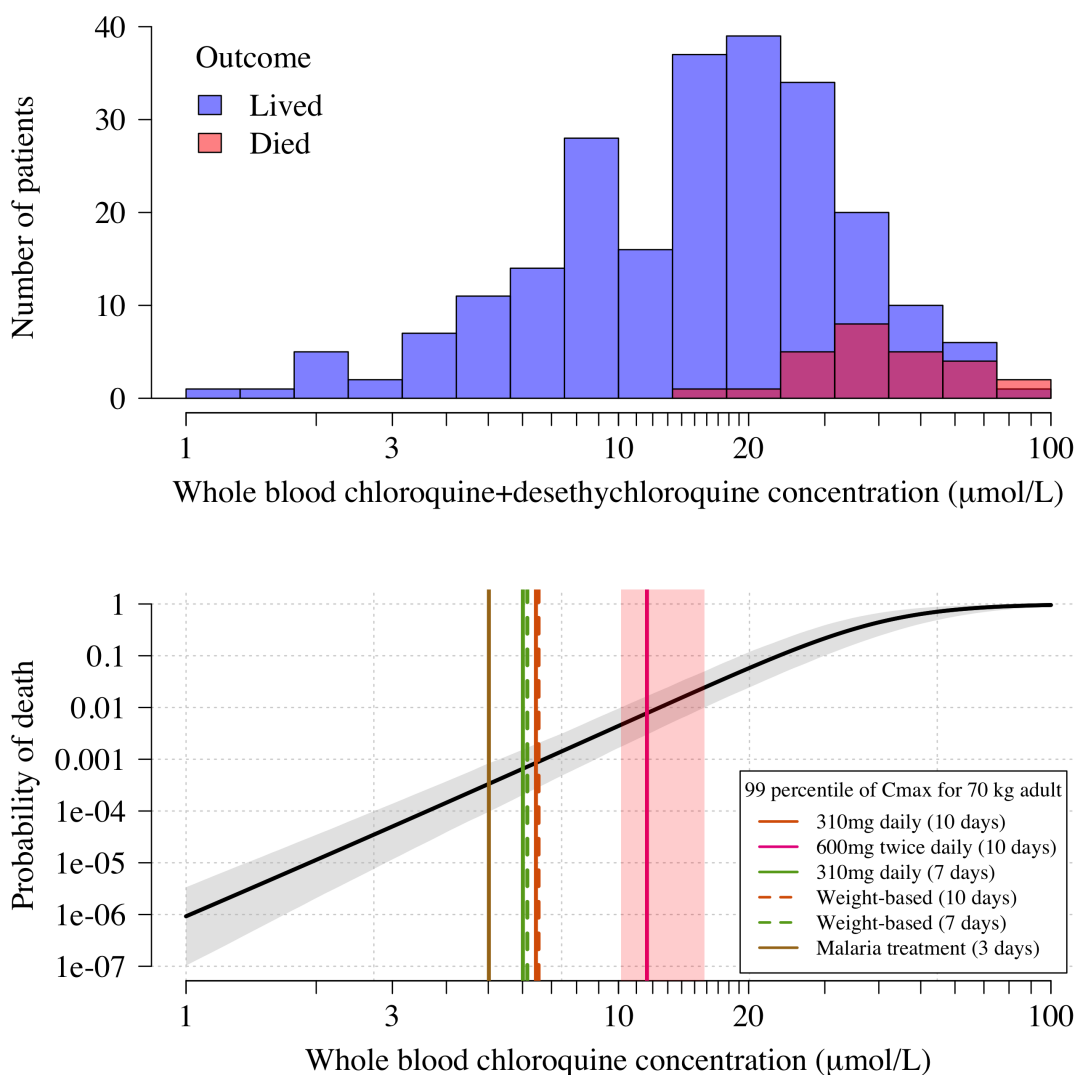 40
30
20
10
0
Number of patients
Outcome
Lived
Died
1
3
10
20
100
Whole blood chloroquine+desethychloroquine concentration (μmol/L)
1
0.1
0.01
0.001
1e-04
1e-05
1e-06
1e-07
Probability of death
99 percentile of Cmax for 70 kg adult
310mg daily (10 days)
600mg twice daily (10 days)
310mg daily (7 days)
Weight-based (10 days)
Weight-based (7 days)
Malaria treatment (3 days)
1
3
10
20
100
Whole blood chloroquine concentration (μmol/L)